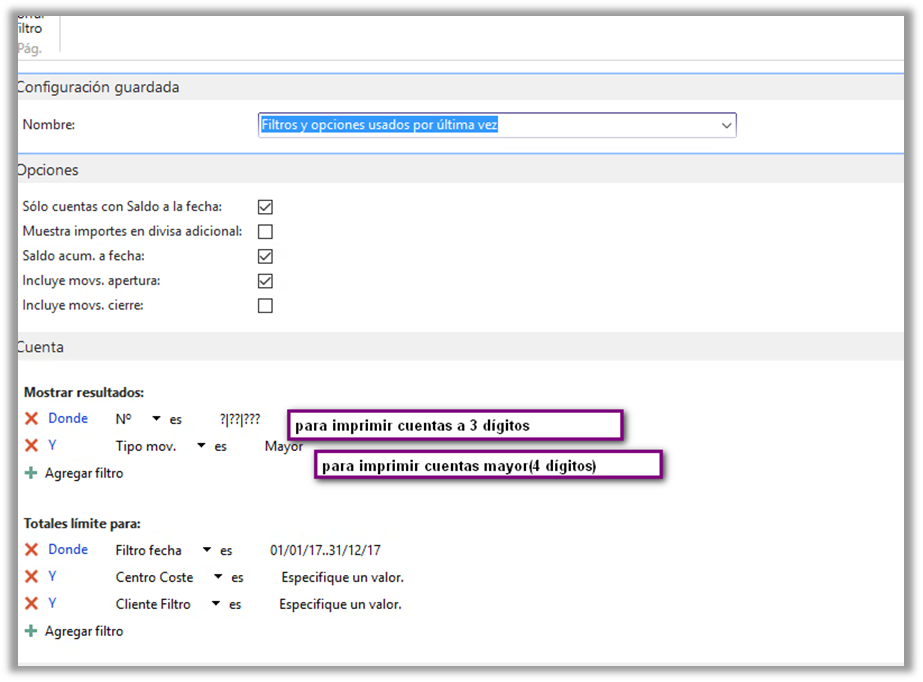 filtro
Pág.
Configuración guardada
Nombre: Filtros y opciones usados por última vez
Opciones
Sólo cuentas con Saldo a la fecha:
Muestra importes en divisa adicional:
Saldo acum. a fecha:
Incluye movs. apertura:
Incluye movs. cierre:
Cuenta
Mostrar resultados:
Donde Nº es ?|??|??? para imprimir cuentas a 3 dígitos
Y Tipo mov. es Mayor
para imprimir cuentas mayor(4 dígitos)
Agregar filtro
Totales límite para:
Donde Filtro fecha es 01/01/17..31/12/17
Y Centro Coste es Especifique un valor.
Y Cliente Filtro es Especifique un valor.
Agregar filtro